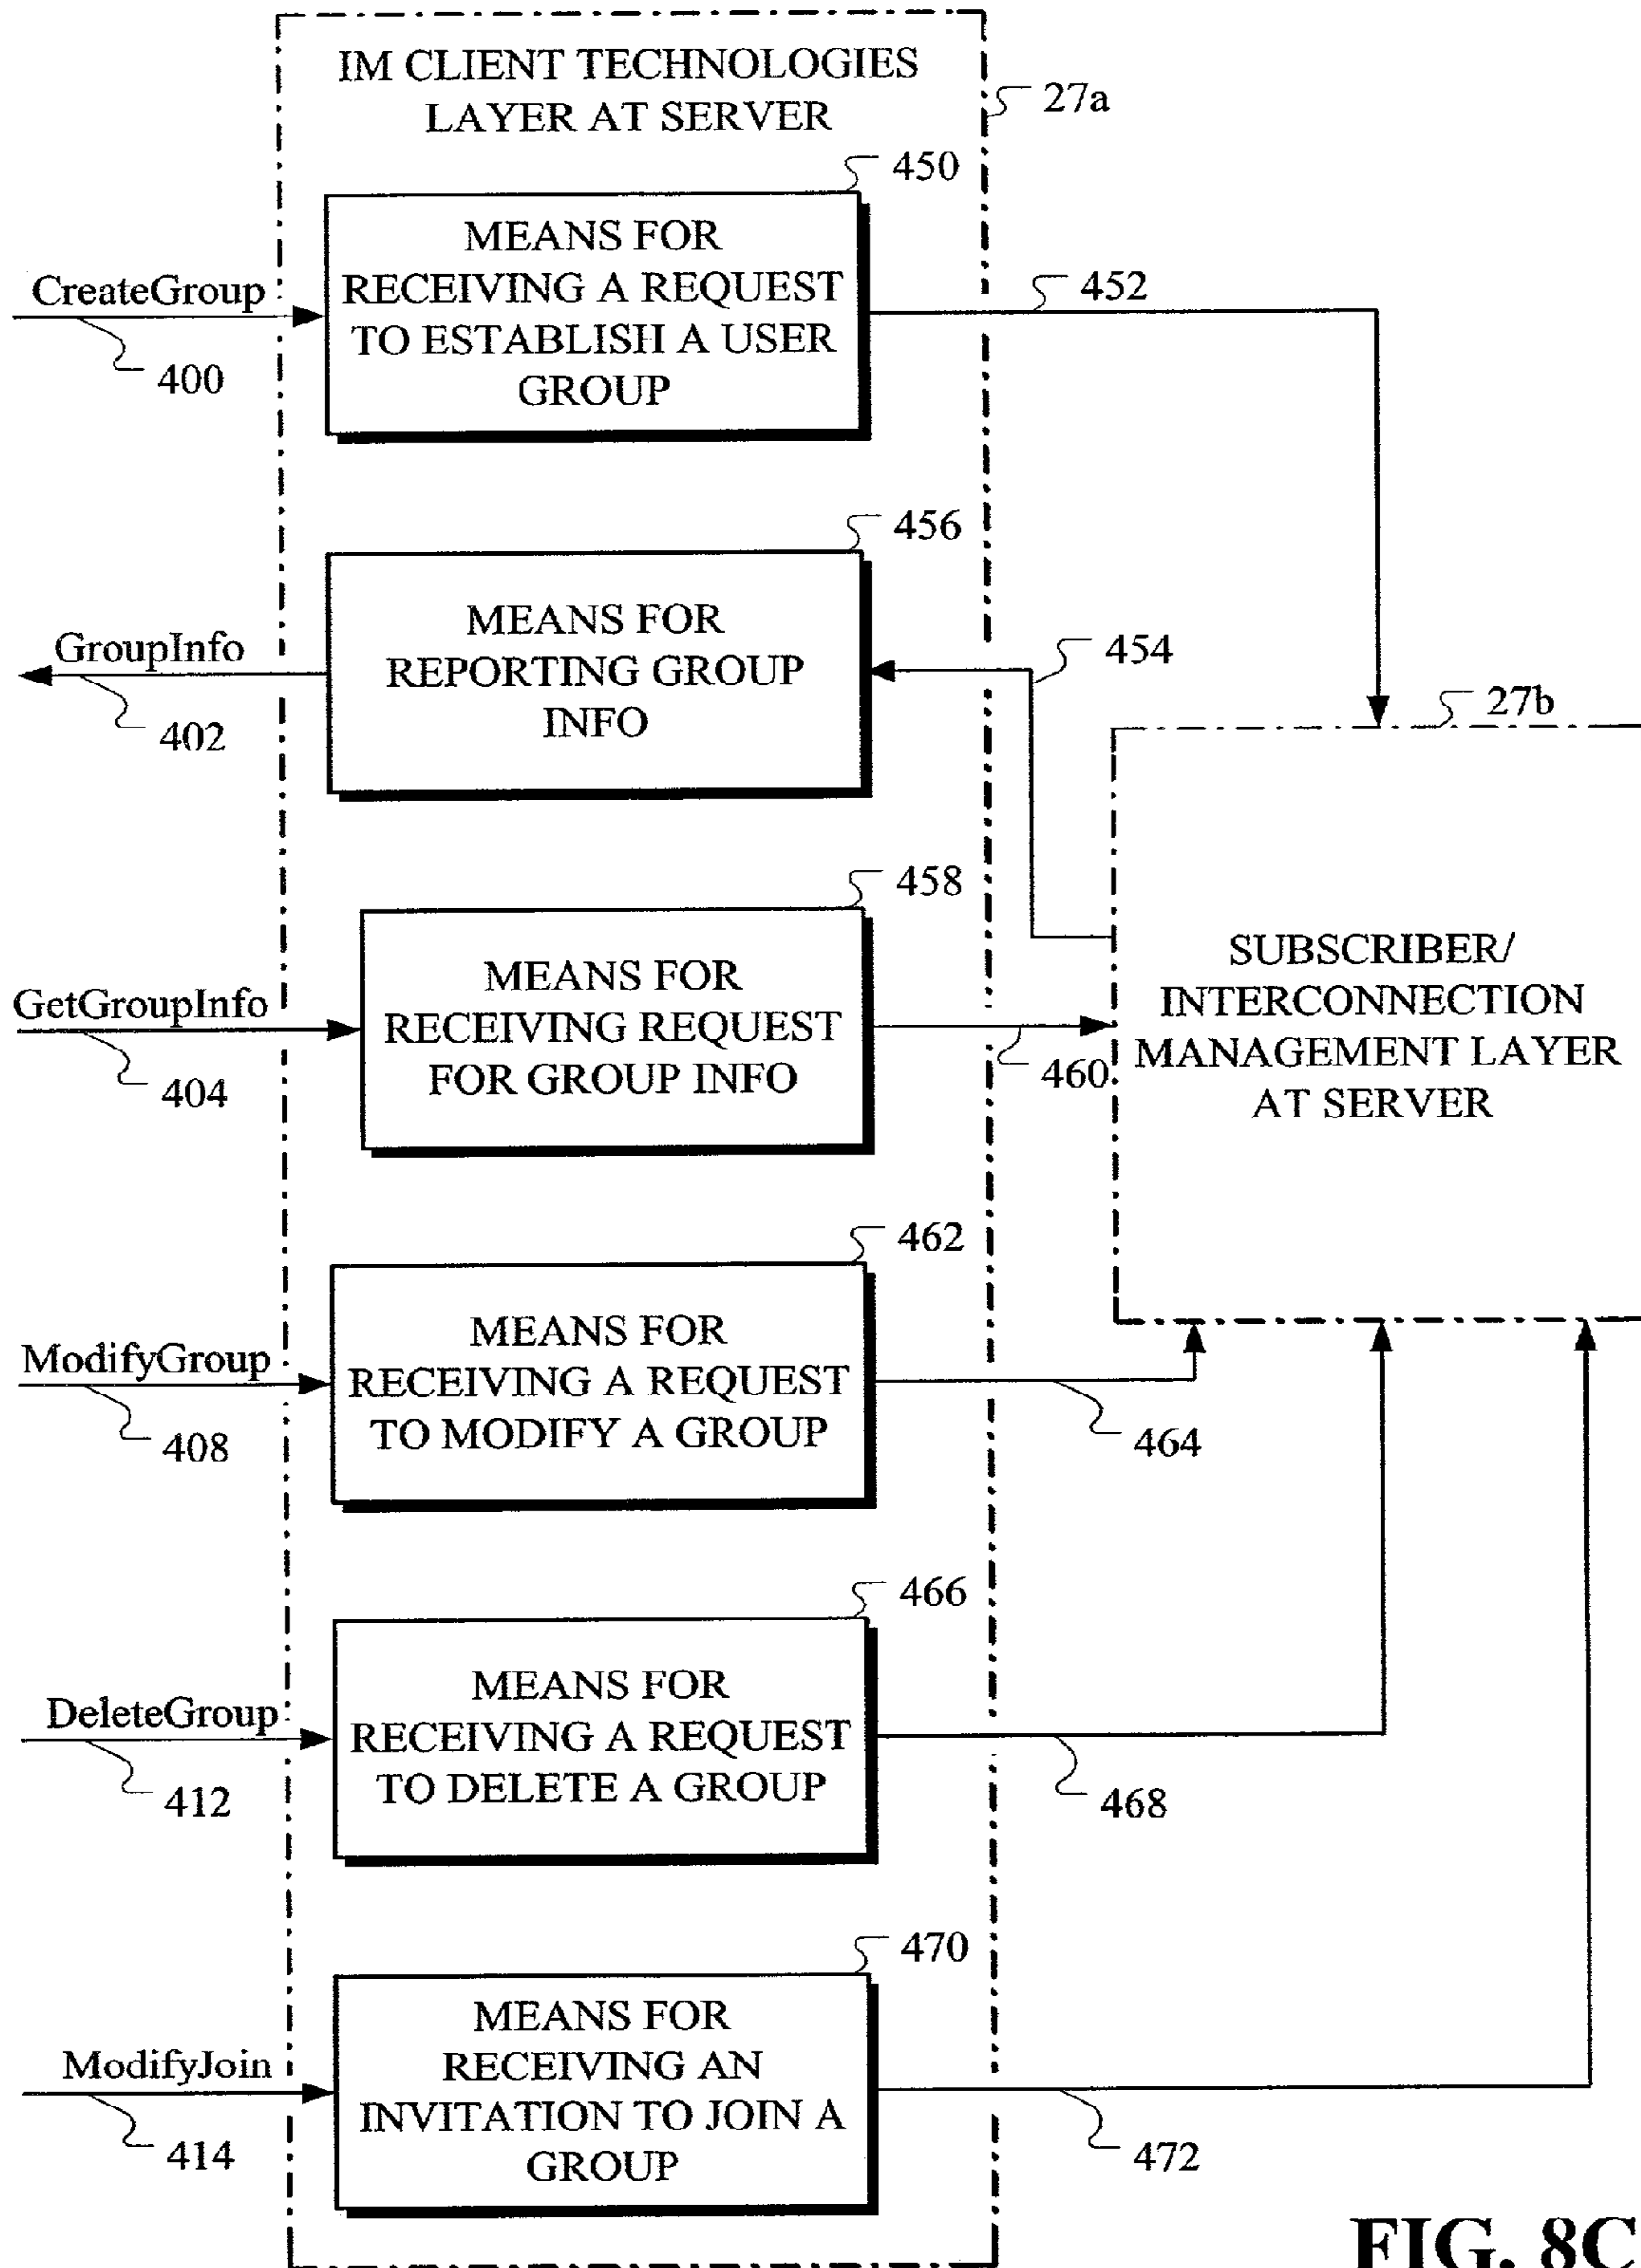 IM CLIENT TECHNOLOGIES
LAYER AT SERVER
27a
450
MEANS FOR
RECEIVING A REQUEST
TO ESTABLISH A USER
GROUP
CreateGroup
400
452
456
MEANS FOR
REPORTING GROUP
INFO
GroupInfo
402
454
27b
458
MEANS FOR
RECEIVING REQUEST
FOR GROUP INFO
GetGroupInfo
404
460
SUBSCRIBER/
INTERCONNECTION
MANAGEMENT LAYER
AT SERVER
462
MEANS FOR
RECEIVING A REQUEST
TO MODIFY A GROUP
ModifyGroup
408
464
466
MEANS FOR
RECEIVING A REQUEST
TO DELETE A GROUP
DeleteGroup
412
468
470
MEANS FOR
RECEIVING AN
INVITATION TO JOIN A
GROUP
ModifyJoin
414
472
FIG. 8C